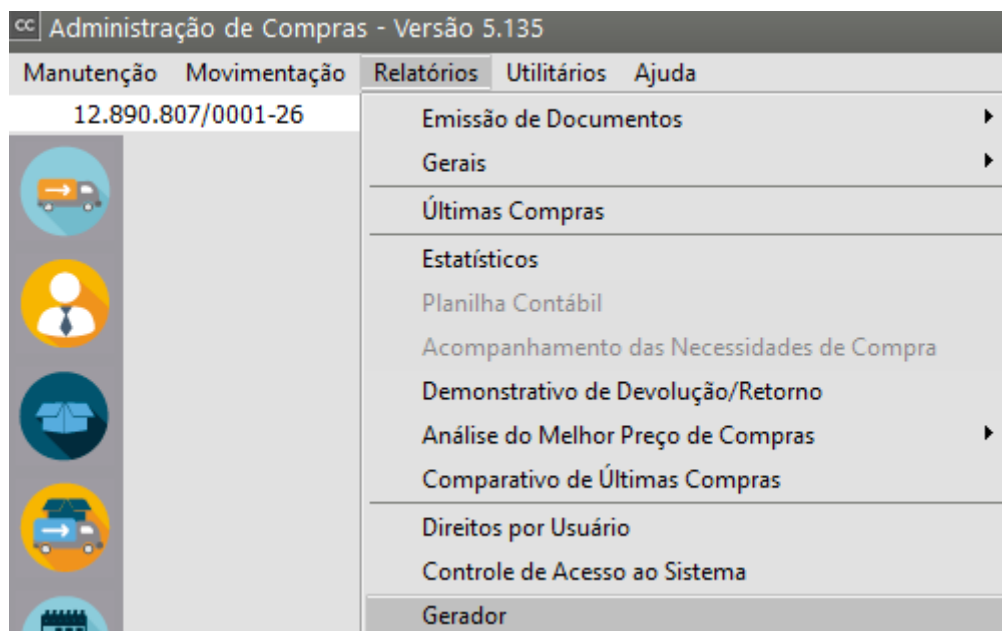 cc Administração de Compras - Versão 5.135
Manutenção Movimentação Relatórios Utilitários Ajuda
12.890.807/0001-26
Emissão de Documentos
Gerais
Últimas Compras
Estatísticos
Planilha Contábil
Acompanhamento das Necessidades de Compra
Demonstrativo de Devolução/Retorno
Análise do Melhor Preço de Compras
Comparativo de Últimas Compras
Direitos por Usuário
Controle de Acesso ao Sistema
Gerador